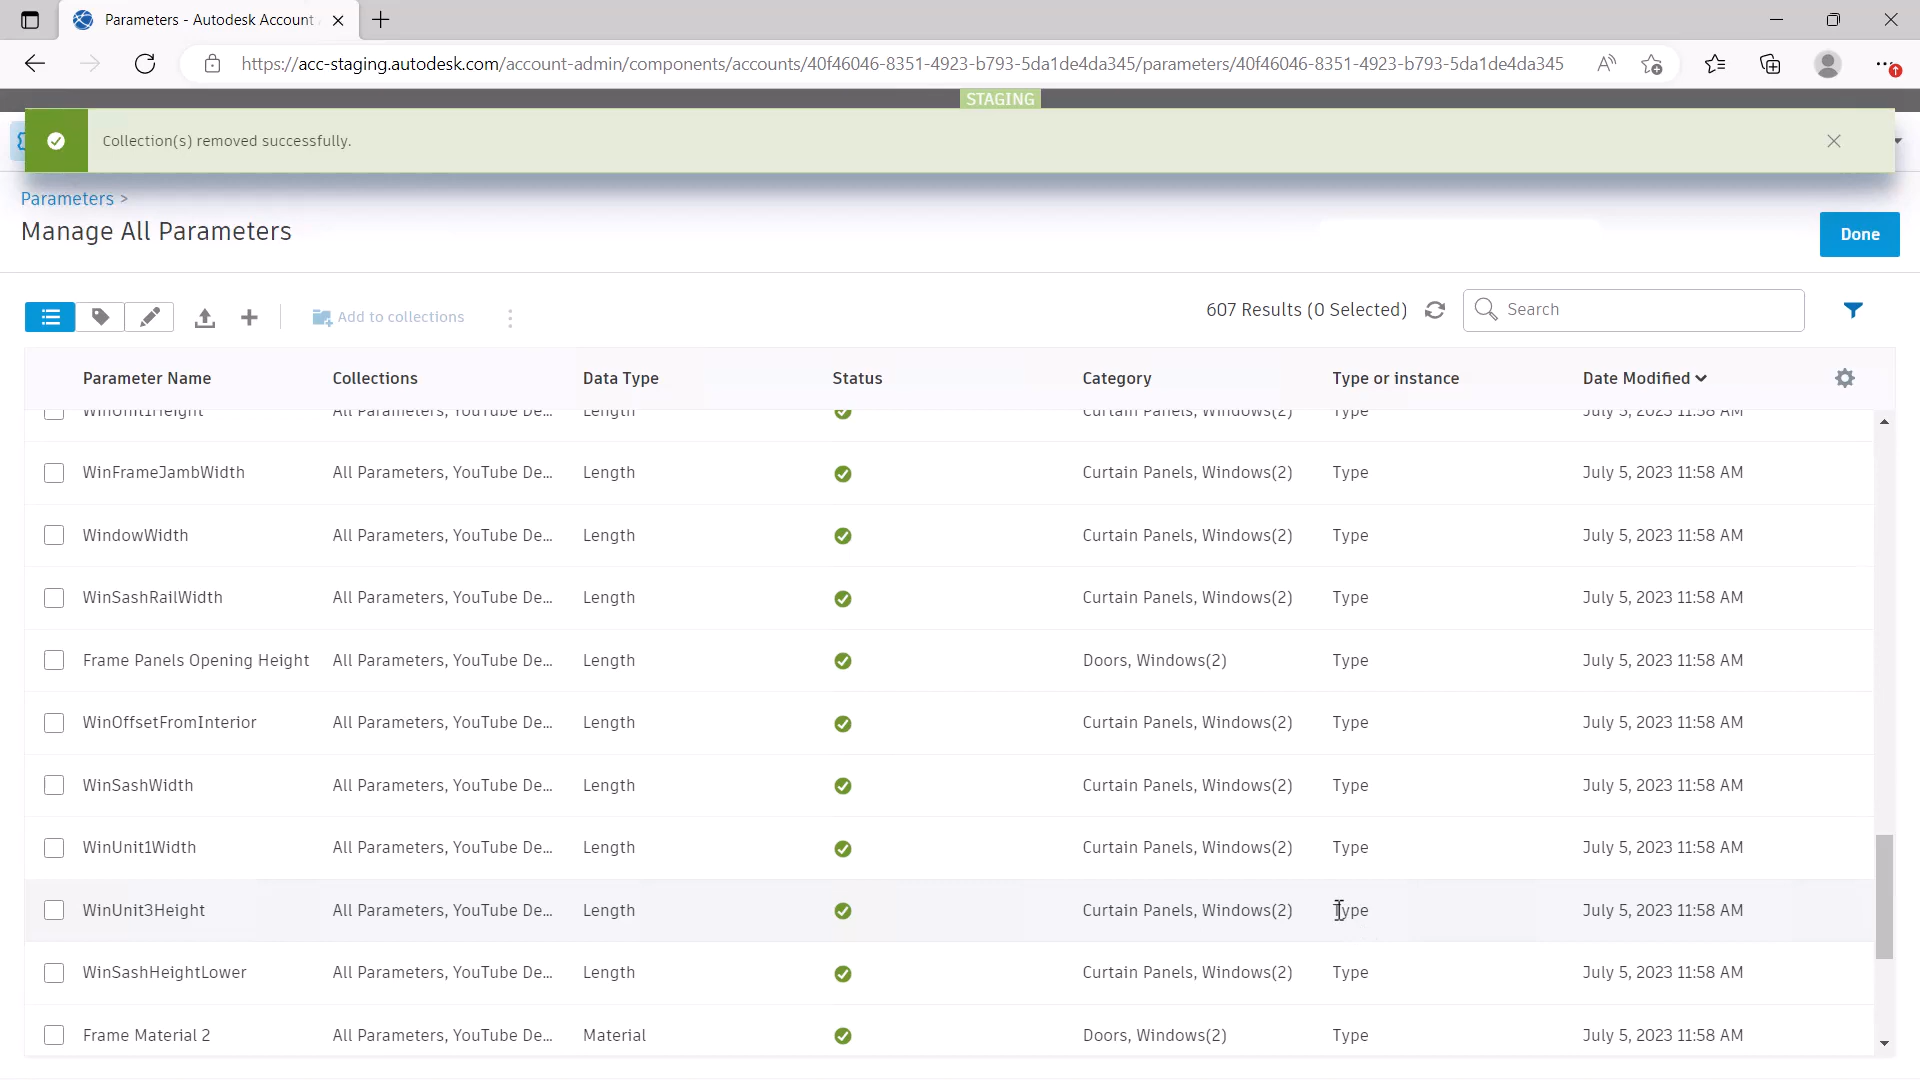 Parameters - Autodesk Account
https://acc-staging.autodesk.com/account-admin/components/accounts/40f46046-8351-4923-b793-5da1de4da345/parameters/40f46046-8351-4923-b793-5da1de4da345
STAGING
Collection(s) removed successfully.
Parameters >
Manage All Parameters
Done
Add to collections
607 Results (0 Selected)
Search
Parameter Name Collections Data Type Status Category Type or instance Date Modified
WinUnit1Height All Parameters, YouTube De... Length Curtain Panels, Windows(2) Type July 5, 2023 11:58 AM
WinFrameJambWidth All Parameters, YouTube De... Length Curtain Panels, Windows(2) Type July 5, 2023 11:58 AM
WindowWidth All Parameters, YouTube De... Length Curtain Panels, Windows(2) Type July 5, 2023 11:58 AM
WinSashRailWidth All Parameters, YouTube De... Length Curtain Panels, Windows(2) Type July 5, 2023 11:58 AM
Frame Panels Opening Height All Parameters, YouTube De... Length Doors, Windows(2) Type July 5, 2023 11:58 AM
WinOffsetFromInterior All Parameters, YouTube De... Length Curtain Panels, Windows(2) Type July 5, 2023 11:58 AM
WinSashWidth All Parameters, YouTube De... Length Curtain Panels, Windows(2) Type July 5, 2023 11:58 AM
WinUnit1Width All Parameters, YouTube De... Length Curtain Panels, Windows(2) Type July 5, 2023 11:58 AM
WinUnit3Height All Parameters, YouTube De... Length Curtain Panels, Windows(2) Type July 5, 2023 11:58 AM
WinSashHeightLower All Parameters, YouTube De... Length Curtain Panels, Windows(2) Type July 5, 2023 11:58 AM
Frame Material 2 All Parameters, YouTube De... Material Doors, Windows(2) Type July 5, 2023 11:58 AM